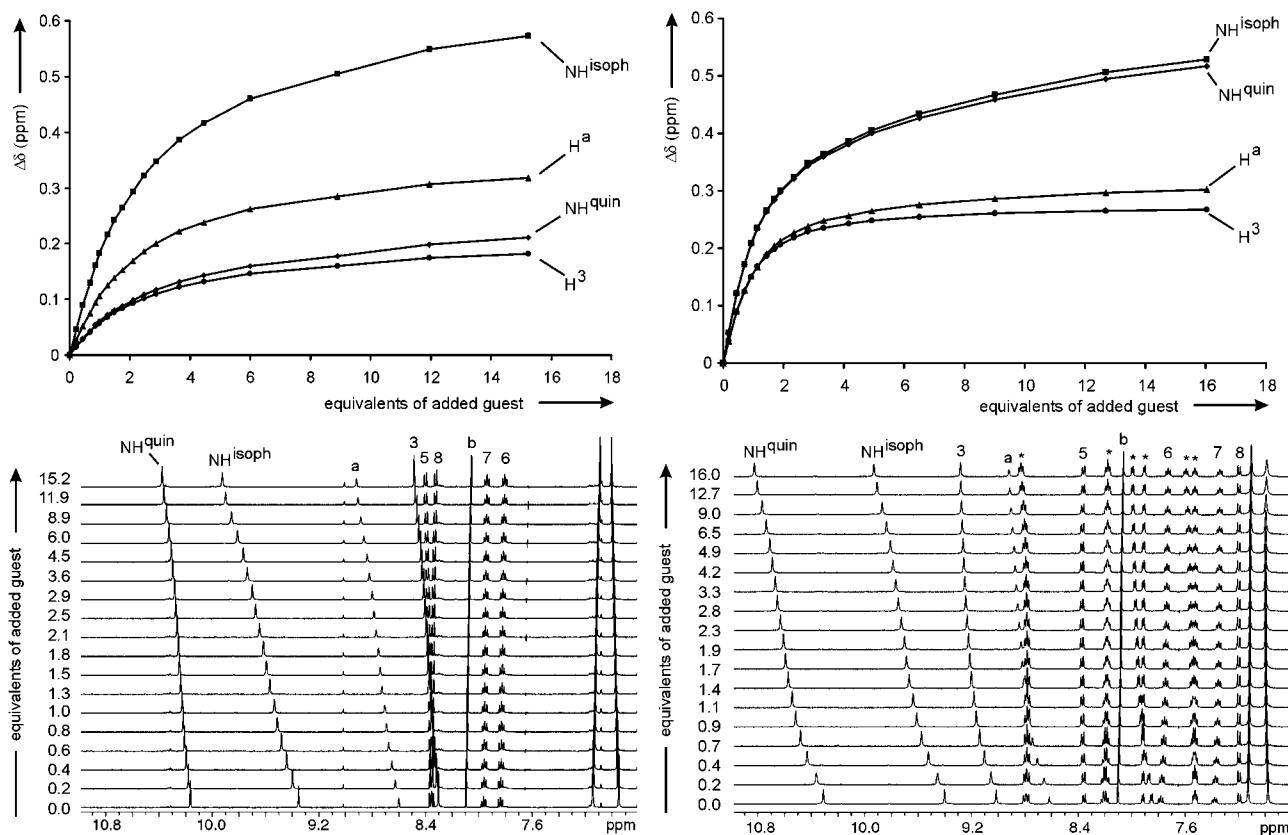 0.6
0.5
0.4
0.3
0.2
0.1
0
Δδ (ppm)
NH^isoph
H^a
NH^quin
H^3
0 2 4 6 8 10 12 14 16 18
equivalents of added guest
0.6
0.5
0.4
0.3
0.2
0.1
0
Δδ (ppm)
NH^isoph
NH^quin
H^a
H^3
0 2 4 6 8 10 12 14 16 18
equivalents of added guest
NH^quin NH^isoph a 3 5 8 b 7 6
15.2
11.9
8.9
6.0
4.5
3.6
2.9
2.5
2.1
1.8
1.5
1.3
1.0
0.8
0.6
0.4
0.2
0.0
equivalents of added guest
10.8 10.0 9.2 8.4 7.6 ppm
NH^quin NH^isoph 3 a * 5 * b * * 6 * * 7 8
16.0
12.7
9.0
6.5
4.9
4.2
3.3
2.8
2.3
1.9
1.7
1.4
1.1
0.9
0.7
0.4
0.2
0.0
equivalents of added guest
10.8 10.0 9.2 8.4 7.6 ppm